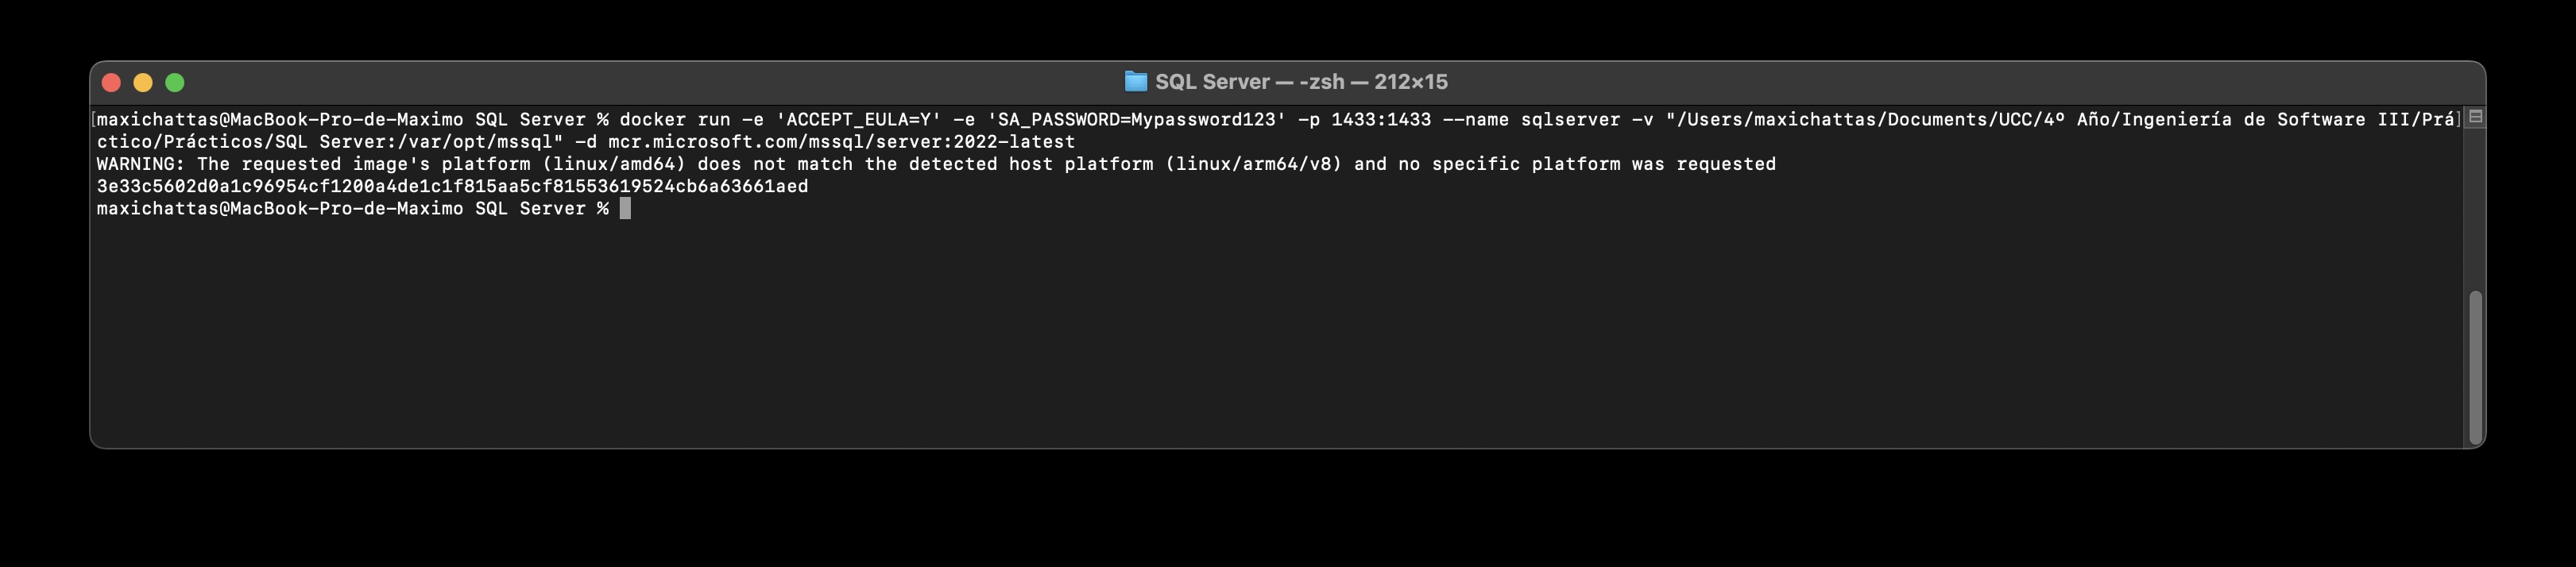 SQL Server — -zsh — 212×15
[maxichattas@MacBook-Pro-de-Maximo SQL Server % docker run -e 'ACCEPT_EULA=Y' -e 'SA_PASSWORD=Mypassword123' -p 1433:1433 --name sqlserver -v "/Users/maxichattas/Documents/UCC/4º Año/Ingeniería de Software III/Prá]
ctico/Prácticos/SQL Server:/var/opt/mssql" -d mcr.microsoft.com/mssql/server:2022-latest
WARNING: The requested image's platform (linux/amd64) does not match the detected host platform (linux/arm64/v8) and no specific platform was requested
3e33c5602d0a1c96954cf1200a4de1c1f815aa5cf81553619524cb6a63661aed
maxichattas@MacBook-Pro-de-Maximo SQL Server %